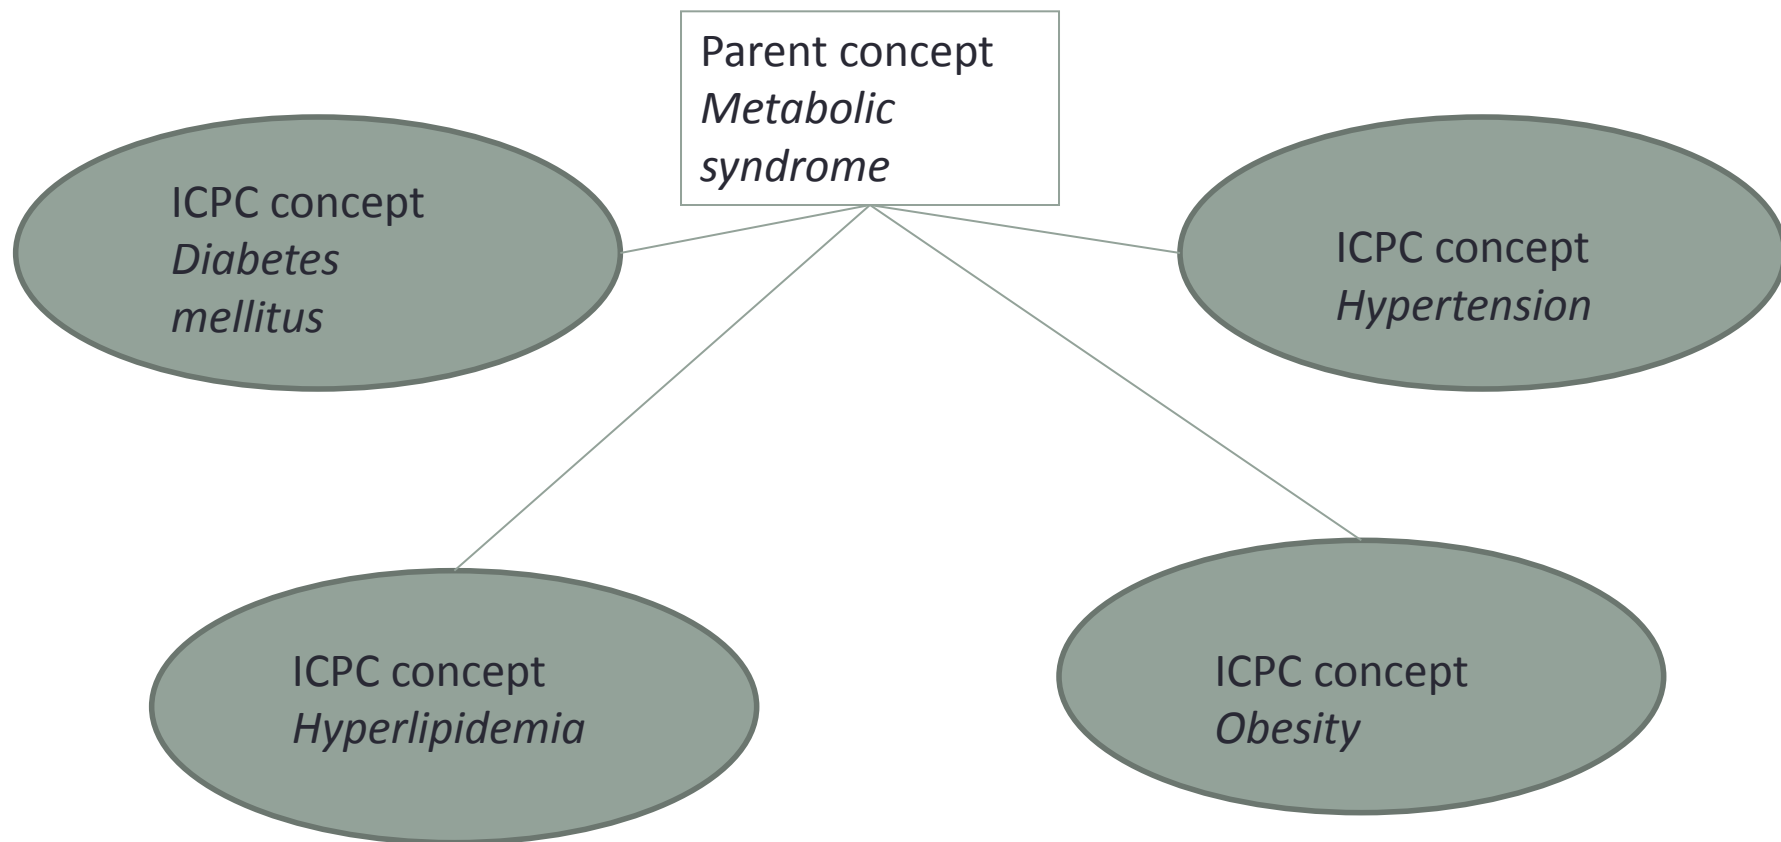 Parent concept
Metabolic
syndrome
ICPC concept
Diabetes
mellitus
ICPC concept
Hypertension
ICPC concept
Hyperlipidemia
ICPC concept
Obesity